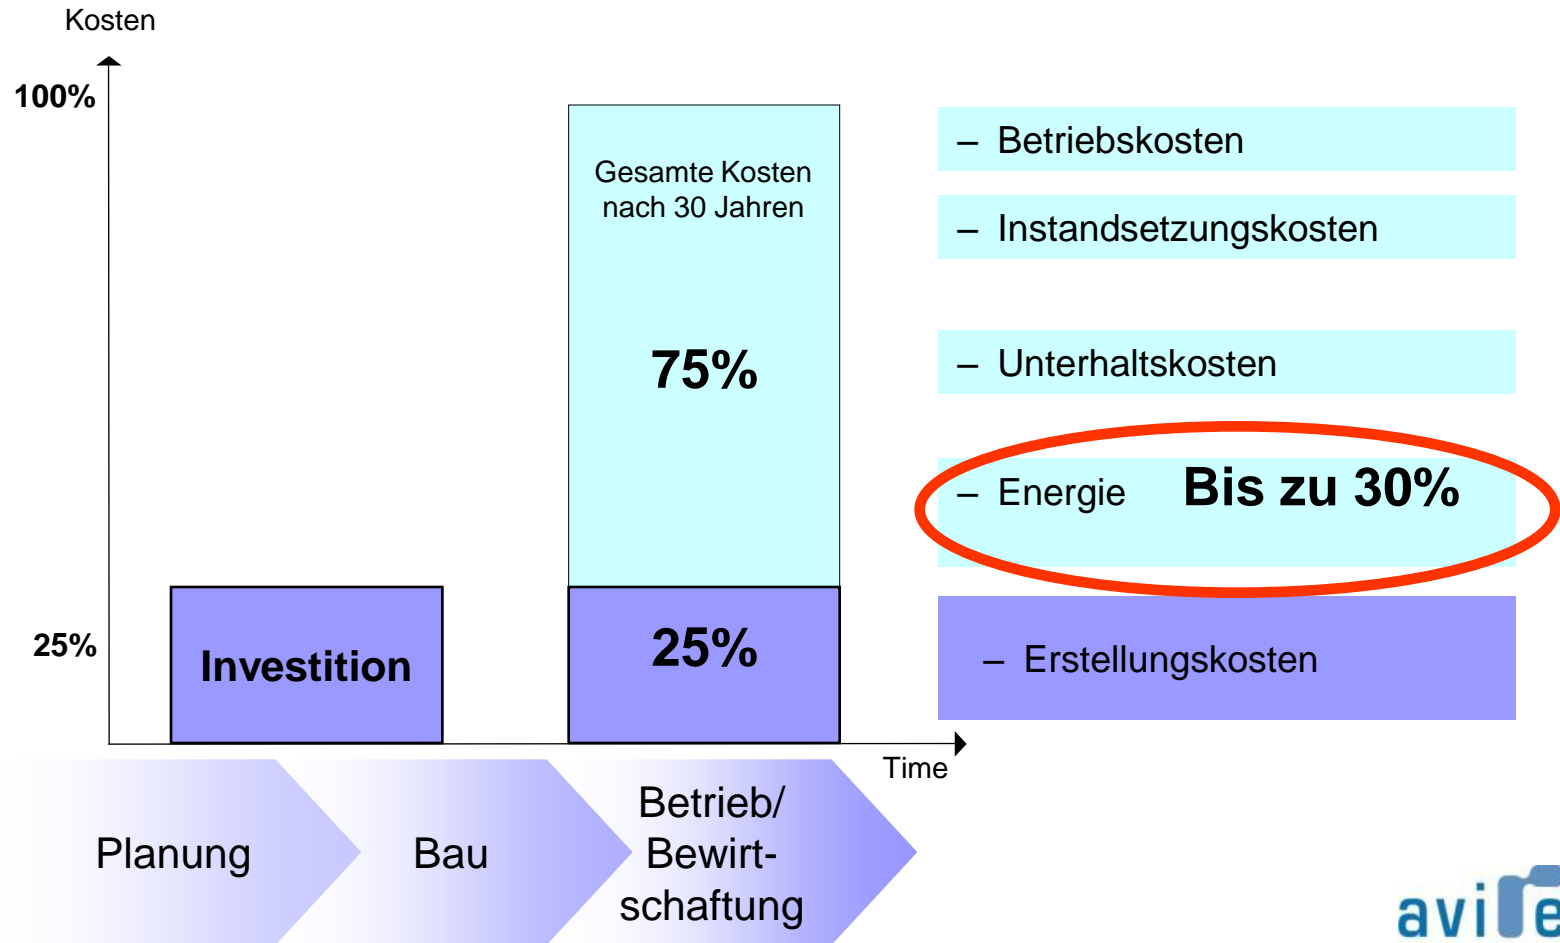 Kosten
100%
Gesamte Kosten
nach 30 Jahren
75%
25%
Investition
25%
– Betriebskosten
– Instandsetzungskosten
– Unterhaltskosten
– Energie Bis zu 30%
– Erstellungskosten
Time
Planung
Bau
Betrieb/
Bewirt-
schaftung